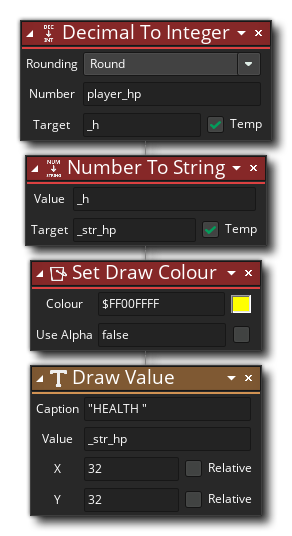 DEC INT Decimal To Integer
Rounding Round
Number player_hp
Target _h Temp
NUM STRING Number To String
Value _h
Target _str_hp Temp
Set Draw Colour
Colour $FF00FFFF
Use Alpha false
T Draw Value
Caption "HEALTH "
Value _str_hp
X 32 Relative
Y 32 Relative